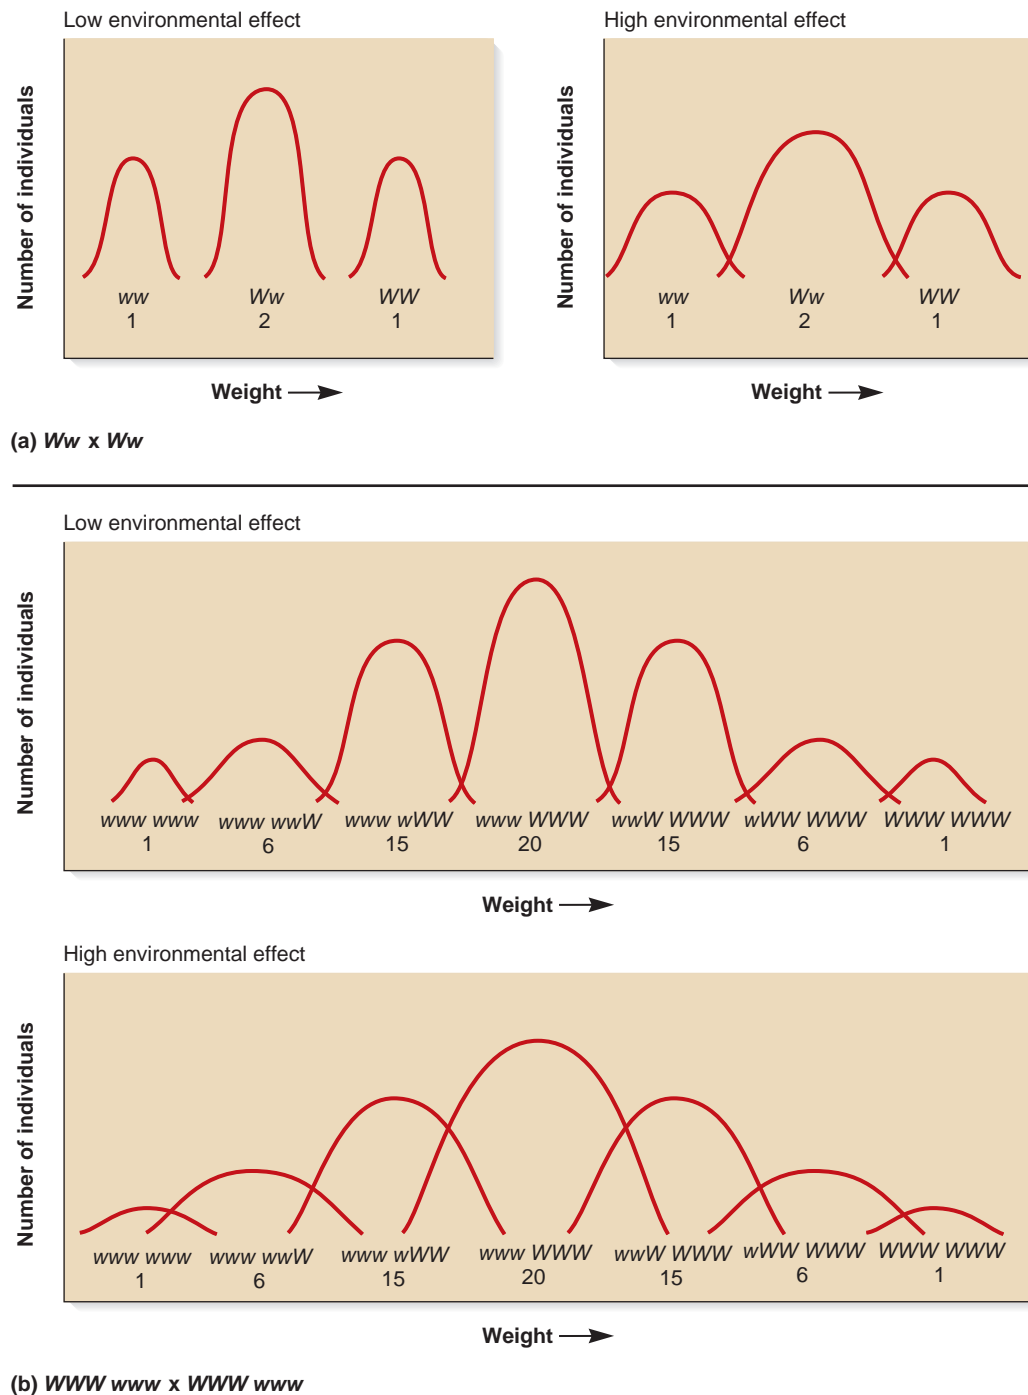 Low environmental effect
High environmental effect
Number of individuals
Number of individuals
ww Ww WW
1 2 1
ww Ww WW
1 2 1
Weight
Weight
(a) Ww x Ww
Low environmental effect
Number of individuals
www www www wwW www wWW www WWW wwW WWW wWW WWW WWW WWW
1 6 15 20 15 6 1
Weight
High environmental effect
Number of individuals
www www www wwW www wWW www WWW wwW WWW wWW WWW WWW WWW
1 6 15 20 15 6 1
Weight
(b) WWW www x WWW www